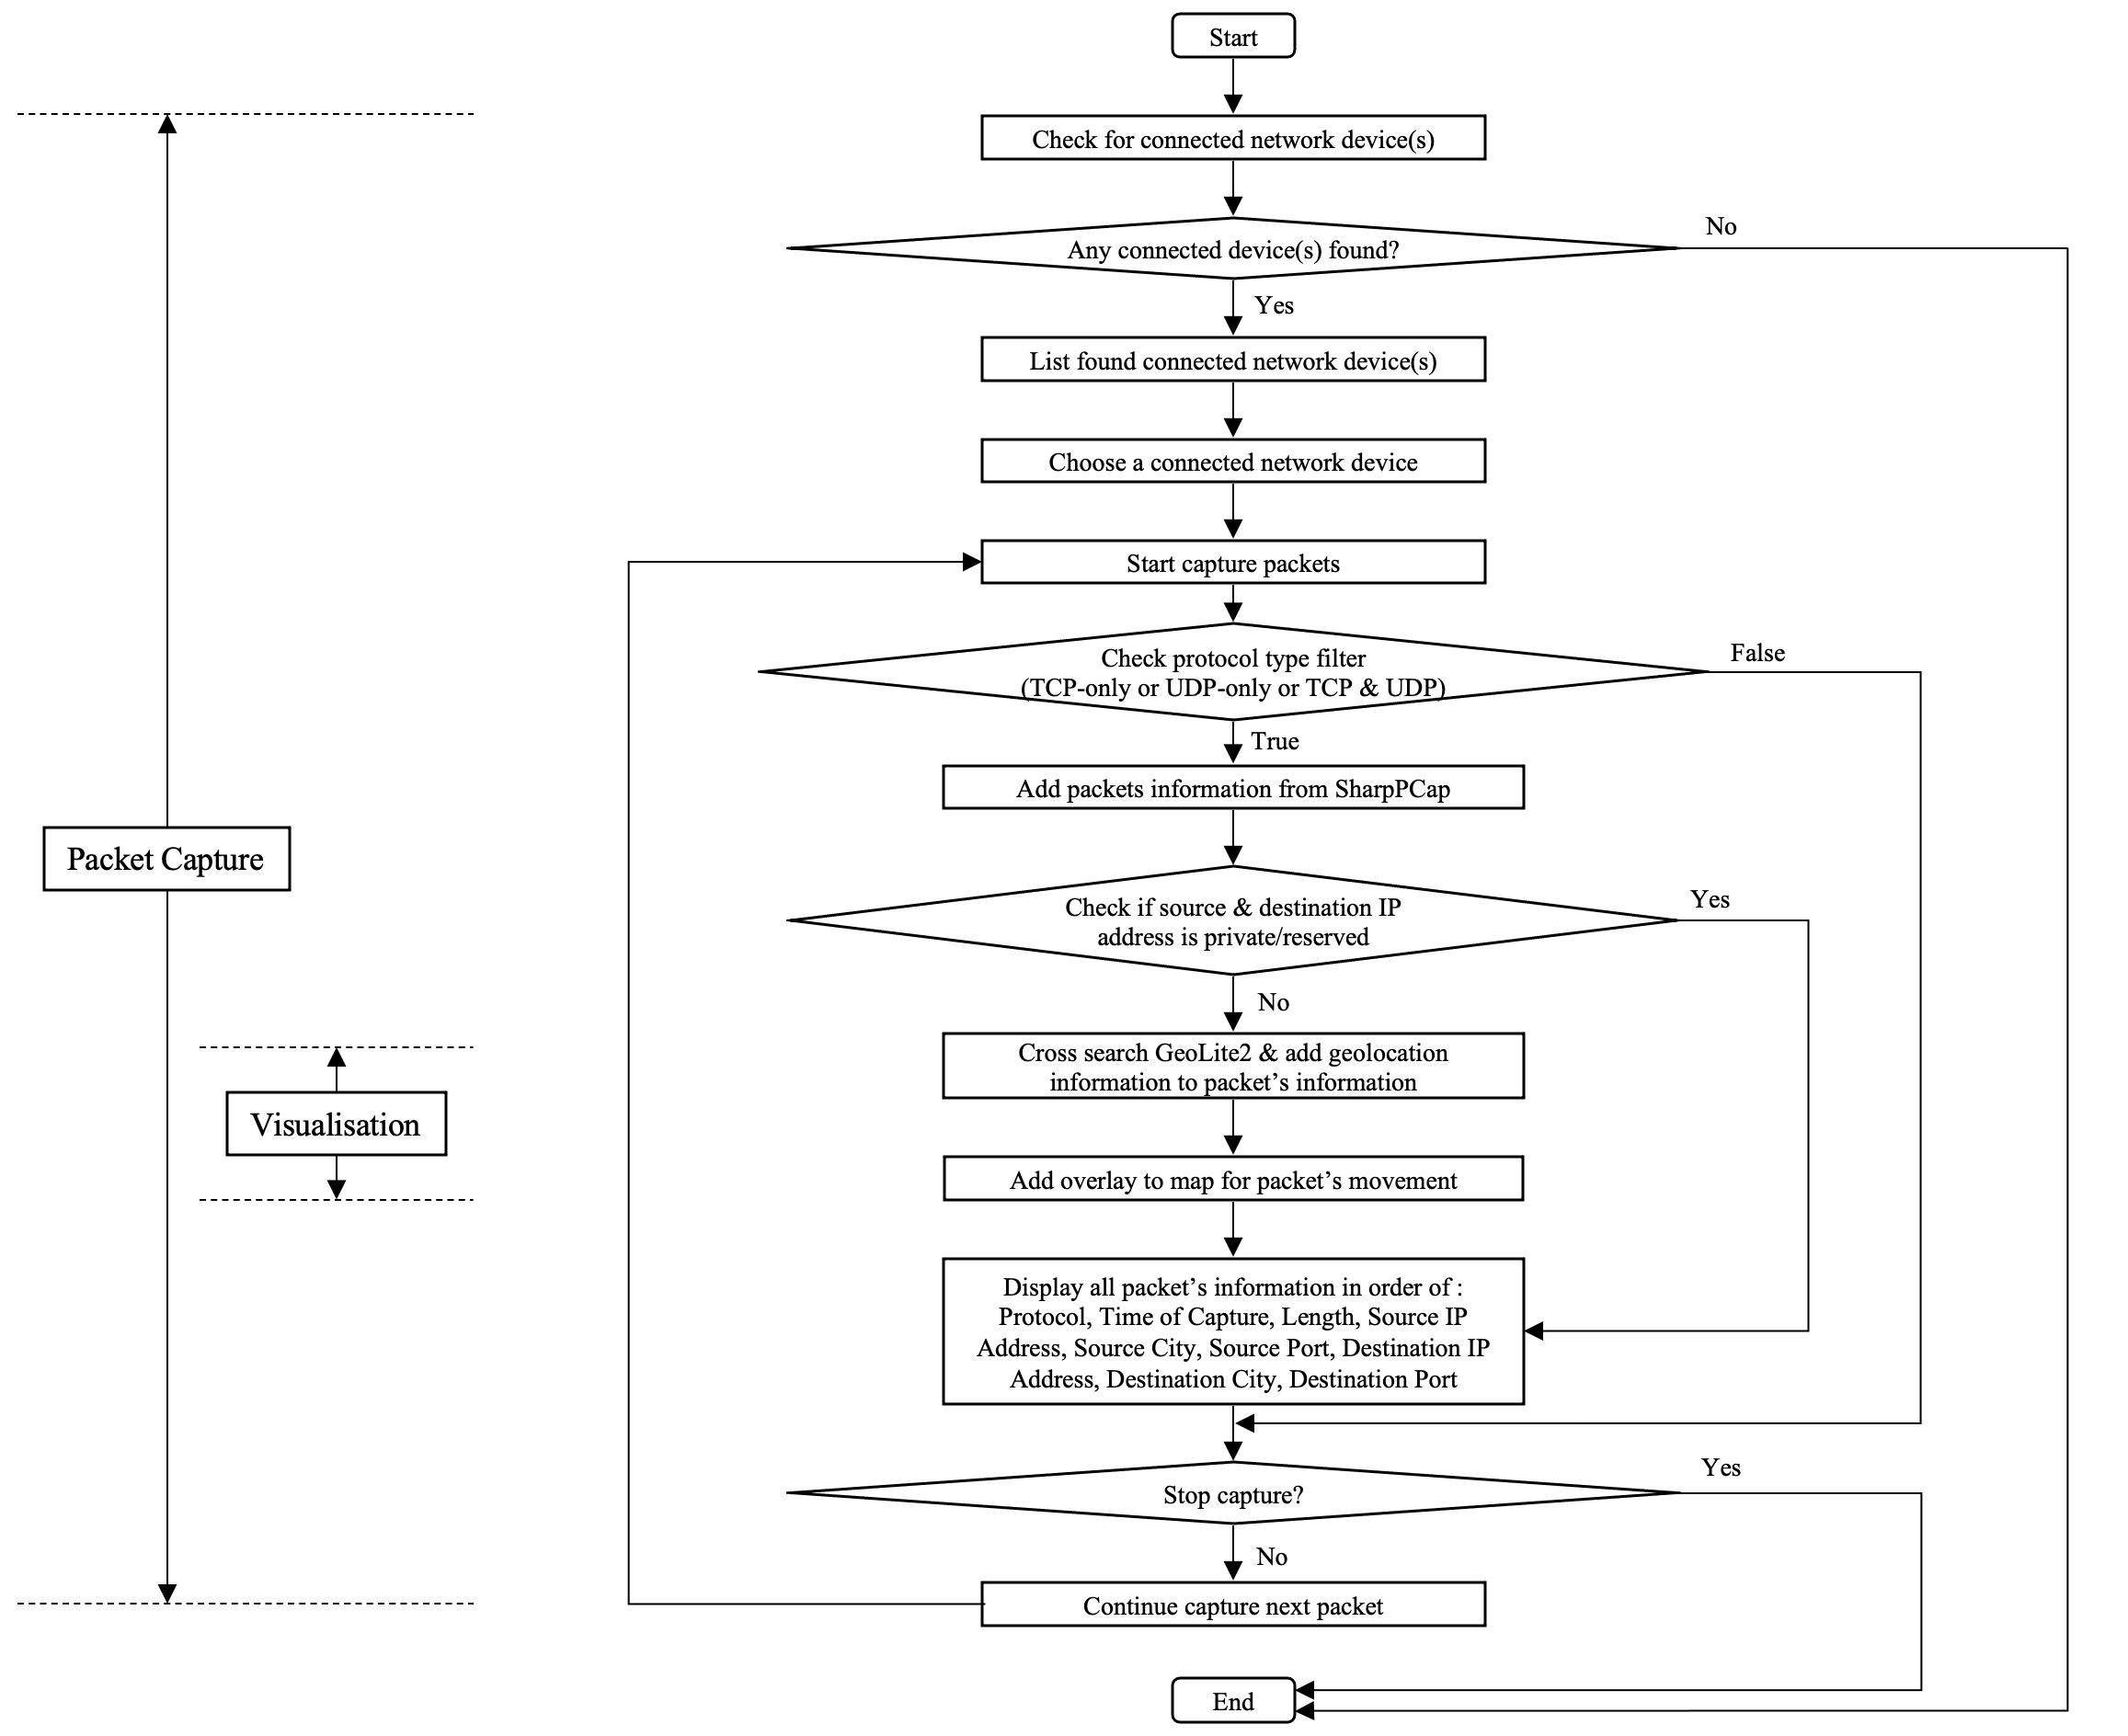 Start
Check for connected network device(s)
No
Any connected device(s) found?
Yes
List found connected network device(s)
Choose a connected network device
Start capture packets
False
Check protocol type filter
(TCP-only or UDP-only or TCP & UDP)
True
Add packets information from SharpPCap
Packet Capture
Yes
Check if source & destination IP
address is private/reserved
No
Cross search GeoLite2 & add geolocation
information to packet’s information
Visualisation
Add overlay to map for packet’s movement
Display all packet’s information in order of :
Protocol, Time of Capture, Length, Source IP
Address, Source City, Source Port, Destination IP
Address, Destination City, Destination Port
Yes
Stop capture?
No
Continue capture next packet
End